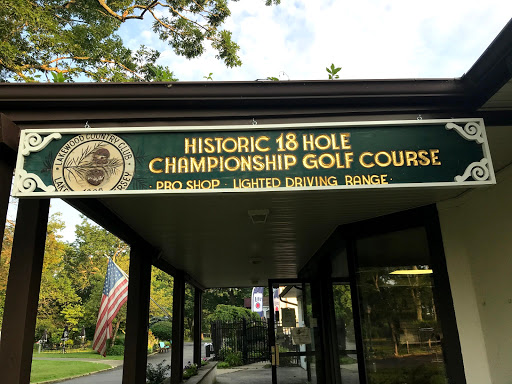 LAKEWOOD COUNTRY CLUB
HISTORIC 18 HOLE
CHAMPIONSHIP GOLF COURSE
PRO SHOP · LIGHTED DRIVING RANGE ·